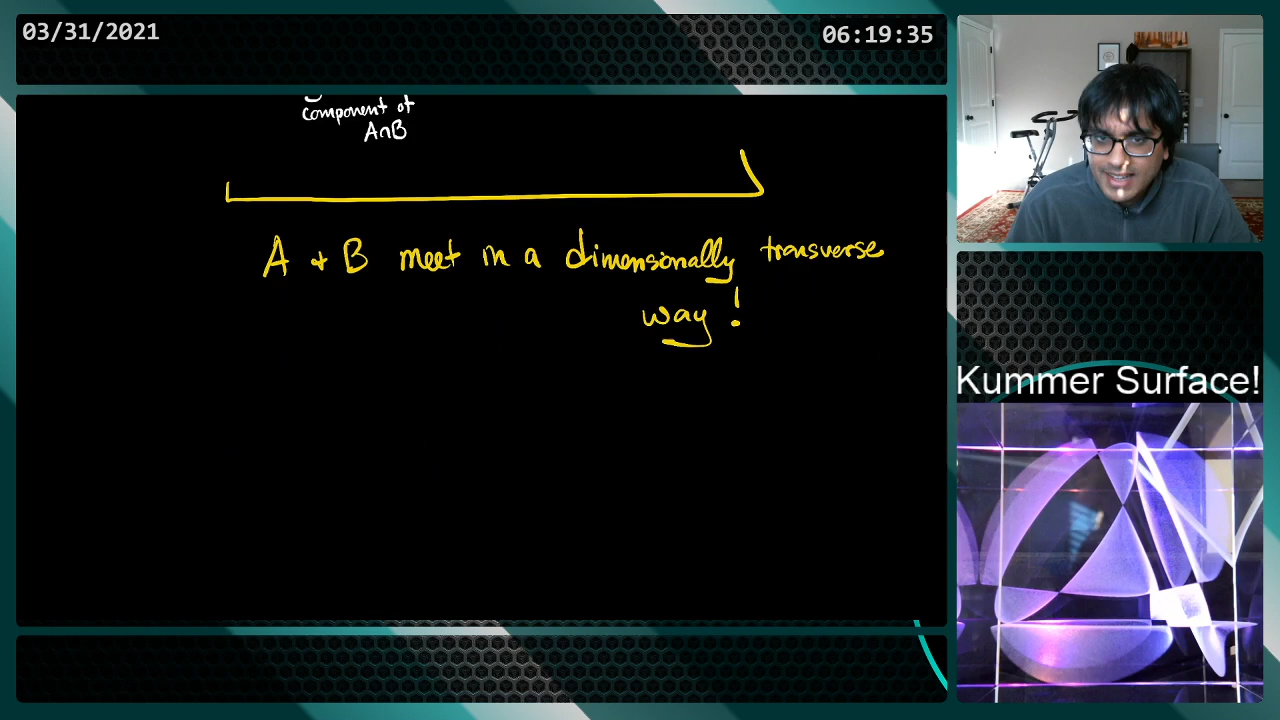 03/31/2021
06:19:35
component of
A∩B
A + B meet in a dimensionally transverse
way!
Kummer Surface!